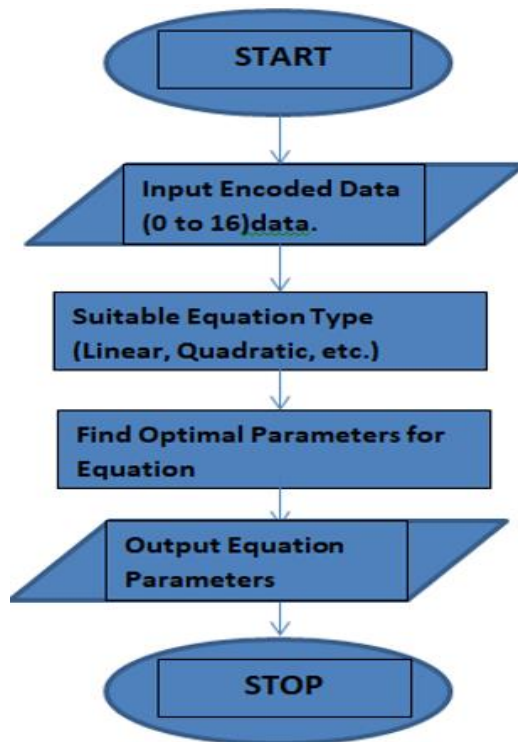 START
Input Encoded Data
(0 to 16)data.
Suitable Equation Type
(Linear, Quadratic, etc.)
Find Optimal Parameters for
Equation
Output Equation
Parameters
STOP